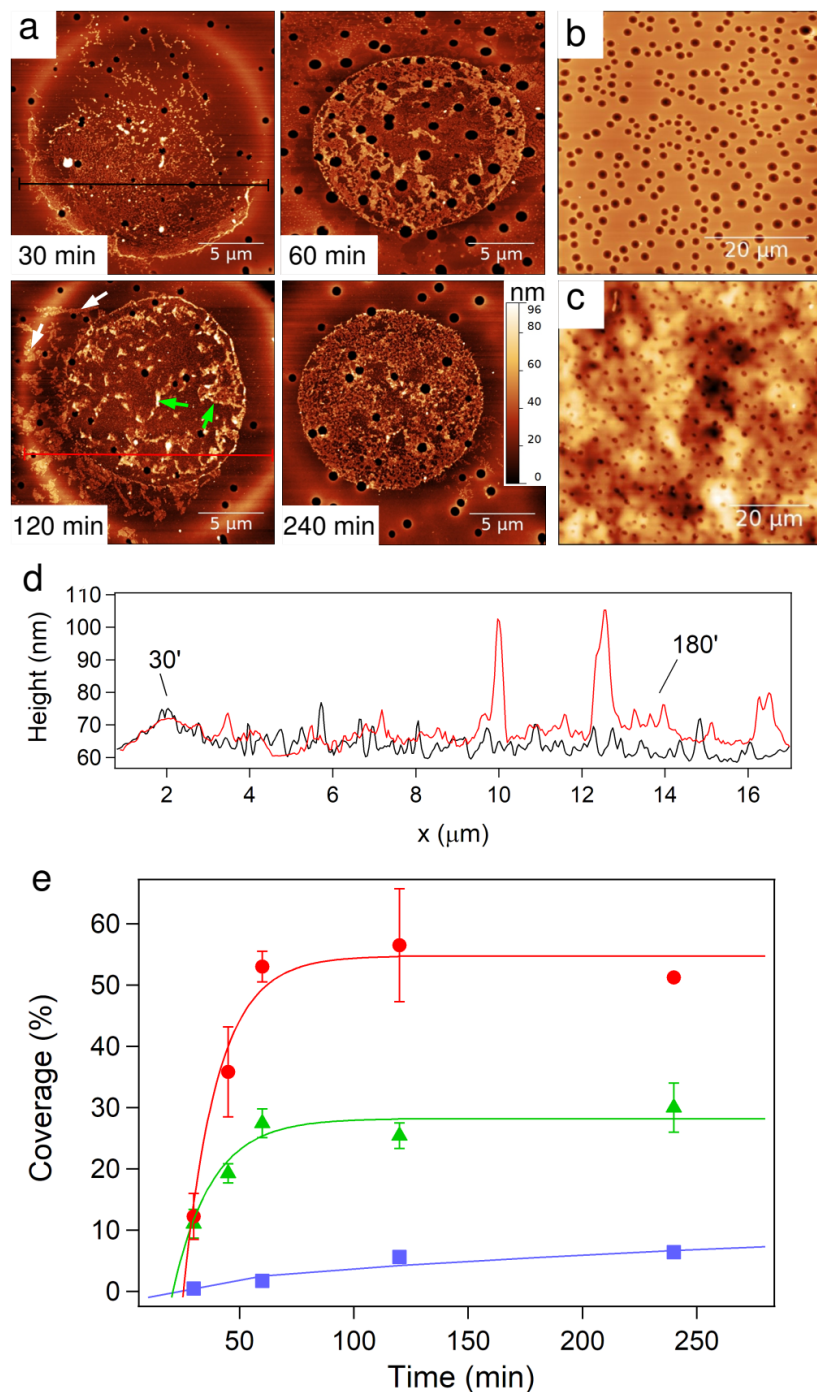 a
30 min
5 µm
60 min
5 µm
b
20 µm
120 min
5 µm
240 min
5 µm
nm
96
80
60
40
20
0
c
20 µm
d
110
100
90
80
70
60
Height (nm)
30'
180'
2 4 6 8 10 12 14 16
x (µm)
e
60
50
40
30
20
10
0
Coverage (%)
50 100 150 200 250
Time (min)